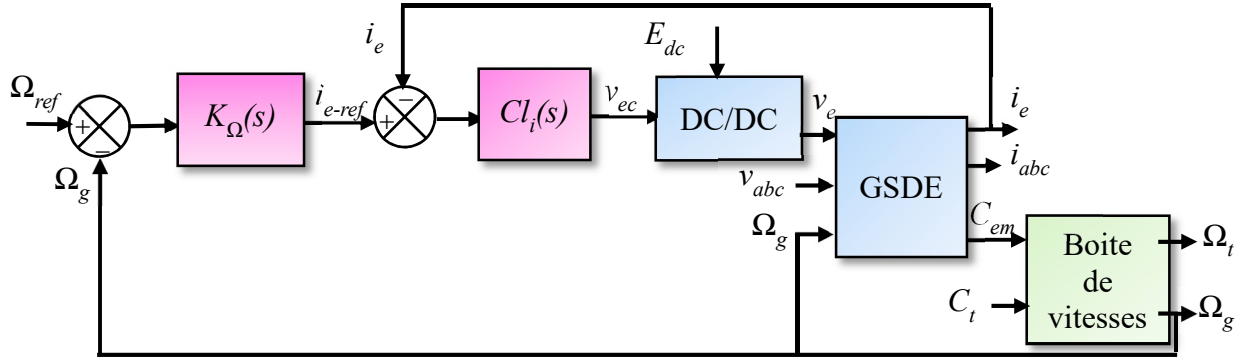 i_e
E_dc
Ω_ref
+
−
Ω_g
K_Ω(s)
i_e-ref
−
+
Cl_i(s)
v_ec
DC/DC
v_e
GSDE
v_abc
Ω_g
i_e
i_abc
C_em
C_t
Boite
de
vitesses
Ω_t
Ω_g